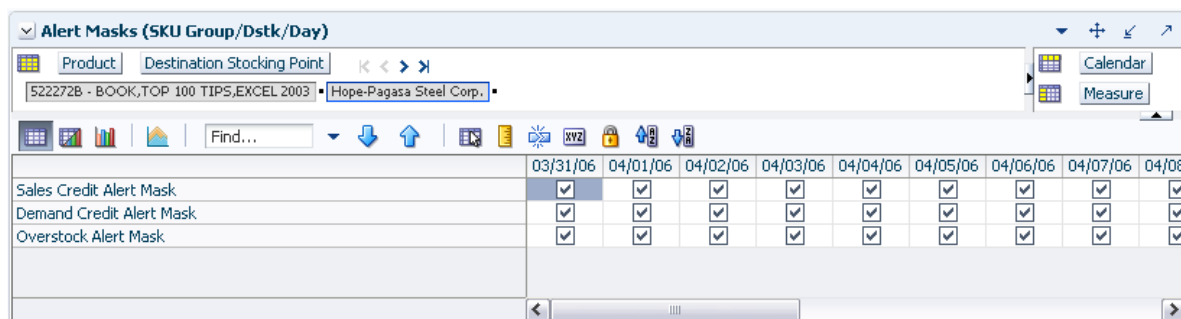 Alert Masks (SKU Group/Dstk/Day)
Product Destination Stocking Point
Calendar
522272B - BOOK,TOP 100 TIPS,EXCEL 2003 Hope-Pagasa Steel Corp.
Measure
Find... XYZ
03/31/06 04/01/06 04/02/06 04/03/06 04/04/06 04/05/06 04/06/06 04/07/06 04/08
Sales Credit Alert Mask
Demand Credit Alert Mask
Overstock Alert Mask